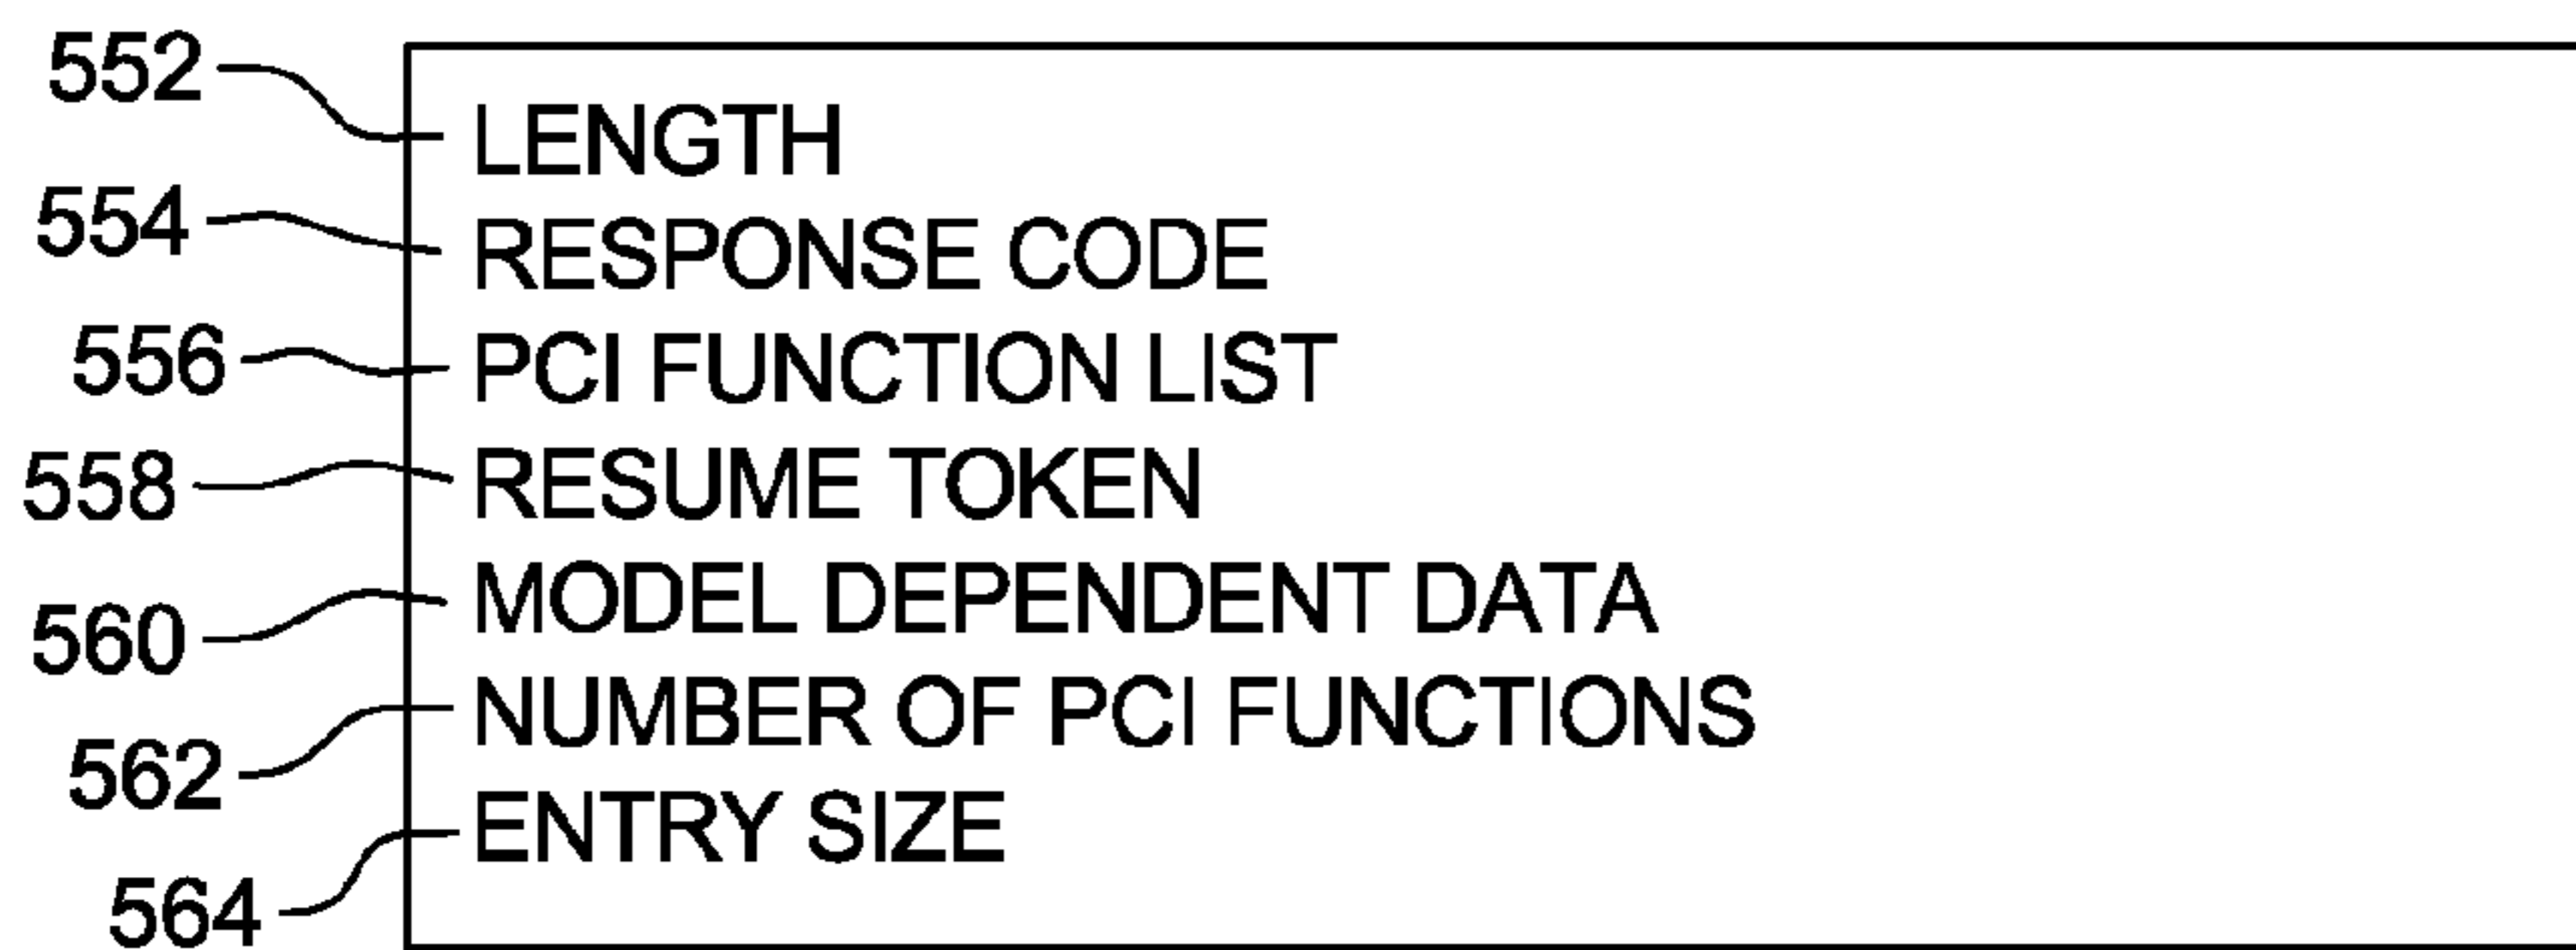 552 LENGTH
554 RESPONSE CODE
556 PCI FUNCTION LIST
558 RESUME TOKEN
560 MODEL DEPENDENT DATA
562 NUMBER OF PCI FUNCTIONS
564 ENTRY SIZE